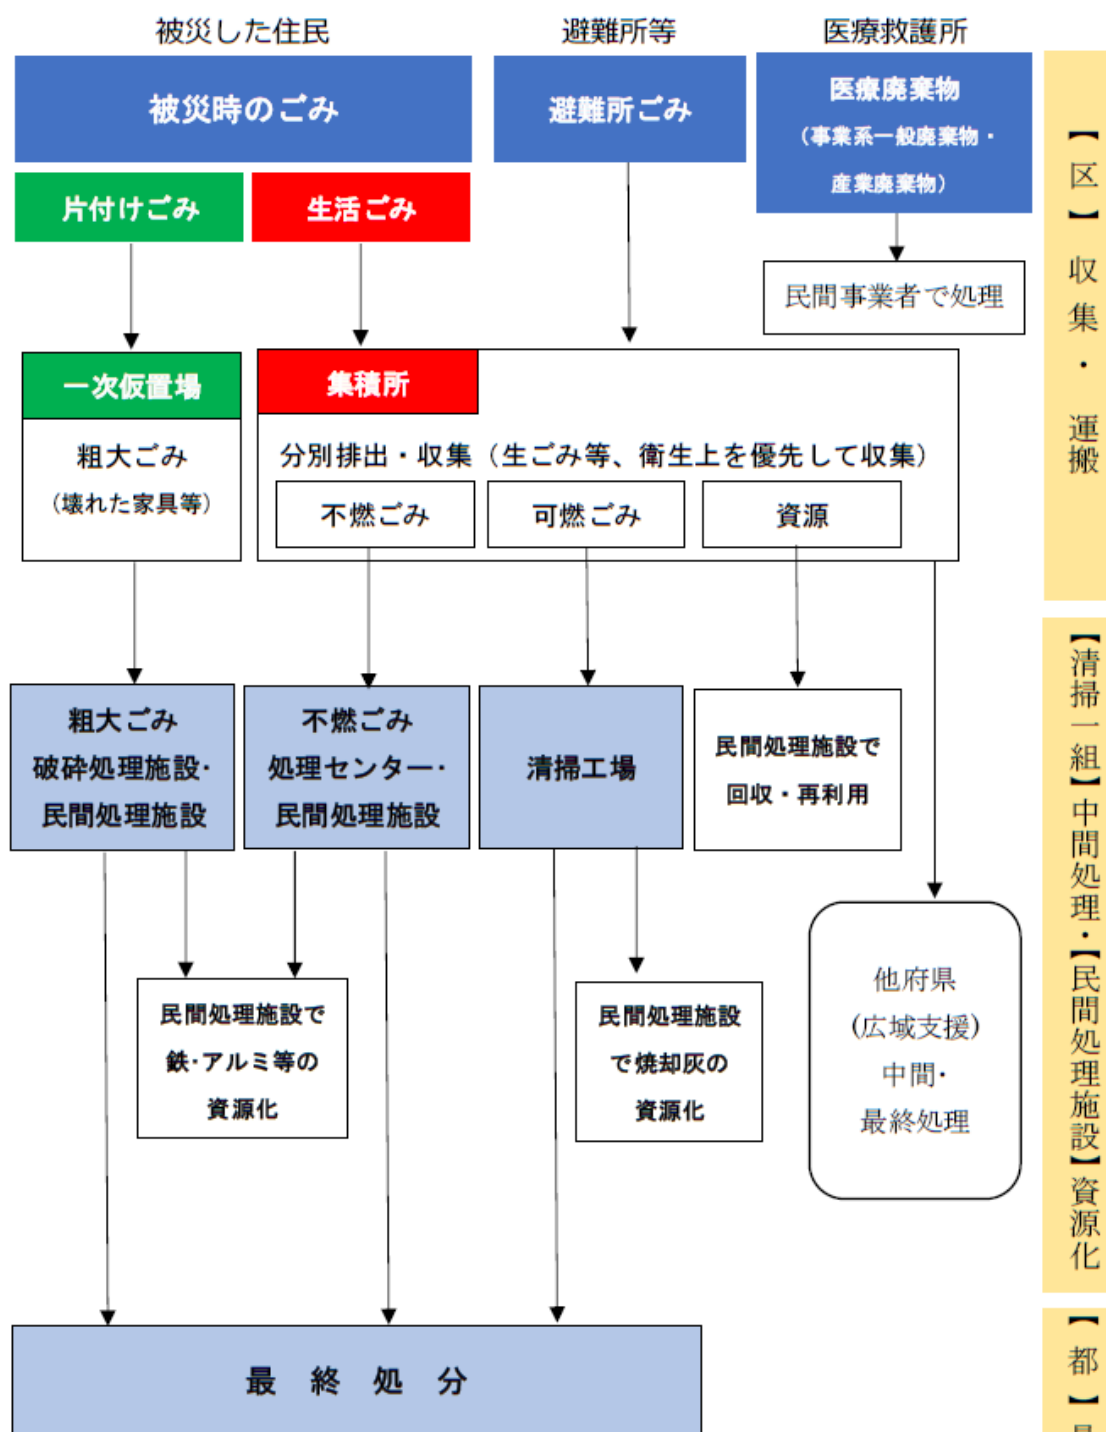 被災した住民
避難所等
医療救護所
被災時のごみ
避難所ごみ
医療廃棄物
（事業系一般廃棄物・
産業廃棄物）
片付けごみ
生活ごみ
民間事業者で処理
一次仮置場
粗大ごみ
（壊れた家具等）
集積所
分別排出・収集（生ごみ等、衛生上を優先して収集）
不燃ごみ
可燃ごみ
資源
粗大ごみ
破砕処理施設・
民間処理施設
不燃ごみ
処理センター・
民間処理施設
清掃工場
民間処理施設で
回収・再利用
民間処理施設で
鉄・アルミ等の
資源化
民間処理施設
で焼却灰の
資源化
他府県
(広域支援)
中間・
最終処理
最終処分
【区】収集・運搬
【清掃一組】中間処理・【民間処理施設】資源化
【都】